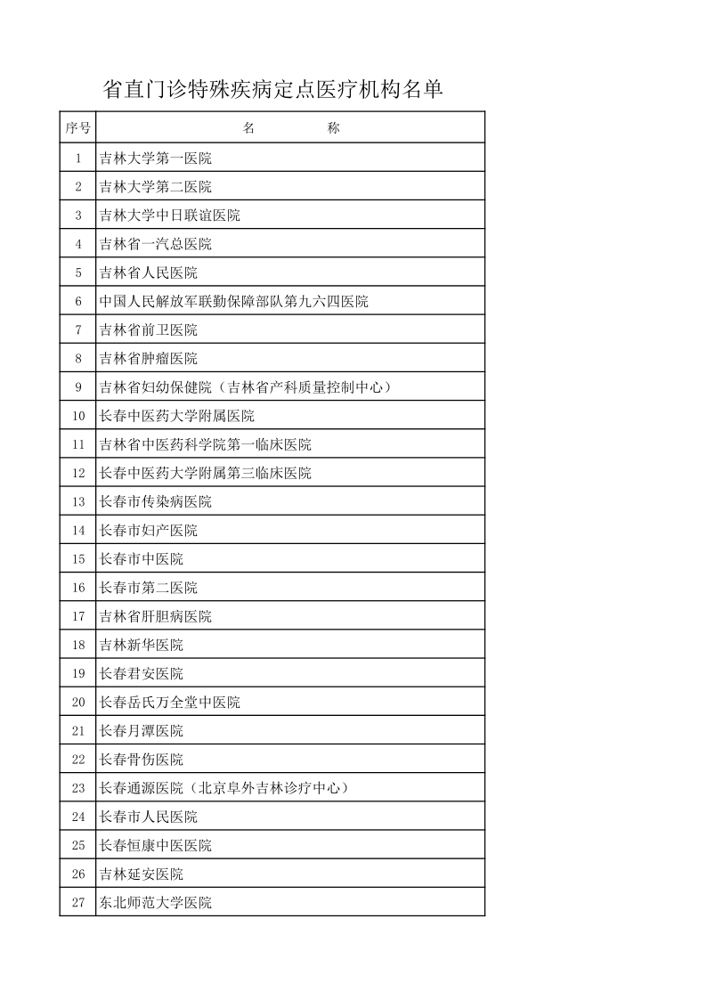 省直门诊特殊疾病定点医疗机构名单
序号 名 称
1 吉林大学第一医院
2 吉林大学第二医院
3 吉林大学中日联谊医院
4 吉林省一汽总医院
5 吉林省人民医院
6 中国人民解放军联勤保障部队第九六四医院
7 吉林省前卫医院
8 吉林省肿瘤医院
9 吉林省妇幼保健院（吉林省产科质量控制中心）
10 长春中医药大学附属医院
11 吉林省中医药科学院第一临床医院
12 长春中医药大学附属第三临床医院
13 长春市传染病医院
14 长春市妇产医院
15 长春市中医院
16 长春市第二医院
17 吉林省肝胆病医院
18 吉林新华医院
19 长春君安医院
20 长春岳氏万全堂中医院
21 长春月潭医院
22 长春骨伤医院
23 长春通源医院（北京阜外吉林诊疗中心）
24 长春市人民医院
25 长春恒康中医医院
26 吉林延安医院
27 东北师范大学医院